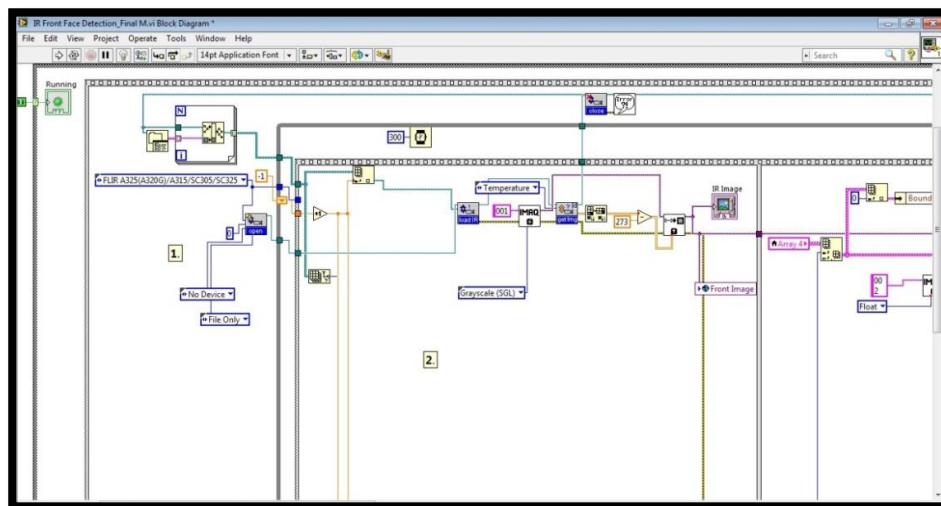 IR Front Face Detection_Final M.vi Block Diagram *
File Edit View Project Operate Tools Window Help
14pt Application Font
Search
Running
N
i
close
Error
300
FLIR A325(A320G)/A315/SC305/SC325
-1
0
open
1.
No Device
File Only
+1
Temperature
load IR
001
IMAQ
get Img
273
IR Image
Grayscale (SGL)
Front Image
2.
0
Bound
Array 4
00
2
Float